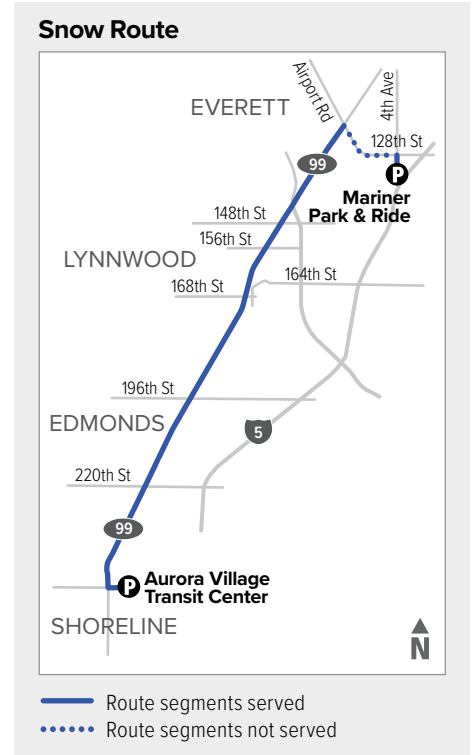 Snow Route
Airport Rd
4th Ave
EVERETT
128th St
99
P
Mariner
Park & Ride
148th St
156th St
LYNNWOOD
164th St
168th St
196th St
EDMONDS
5
220th St
99
P
Aurora Village
Transit Center
SHORELINE
N
Route segments served
Route segments not served